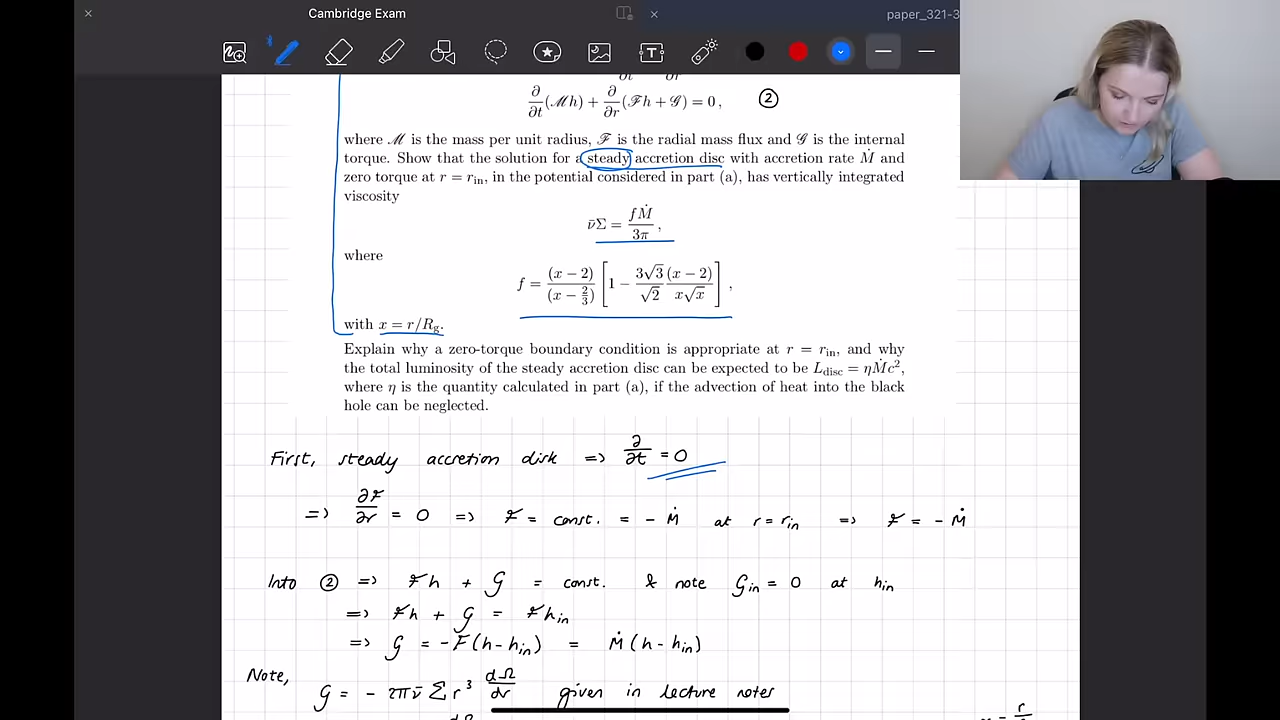 Cambridge Exam
paper_321-3
∂t ∂r
∂/∂t(ℳh) + ∂/∂r(ℱh + 𝒢) = 0, ②
where ℳ is the mass per unit radius, ℱ is the radial mass flux and 𝒢 is the internal
torque. Show that the solution for a steady accretion disc with accretion rate Ṁ and
zero torque at r = r_in, in the potential considered in part (a), has vertically integrated
viscosity
ν̄Σ = fṀ/3π,
where
f = (x − 2)/(x − 2/3) [1 − 3√3/√2 (x − 2)/x√x],
with x = r/R_g.
Explain why a zero-torque boundary condition is appropriate at r = r_in, and why
the total luminosity of the steady accretion disc can be expected to be L_disc = ηṀc²,
where η is the quantity calculated in part (a), if the advection of heat into the black
hole can be neglected.
First, steady accretion disk => ∂/∂t = 0
=> ∂ℱ/∂r = 0 => ℱ = const. = - Ṁ at r = r_in => ℱ = - Ṁ
Into ② => ℱh + 𝒢 = const. & note 𝒢_in = 0 at h_in
=> ℱh + 𝒢 = ℱh_in
=> 𝒢 = -ℱ(h - h_in) = Ṁ(h - h_in)
Note,
𝒢 = - 2πν̄ Σ r³ dΩ/dr given in lecture notes
dΩ
r